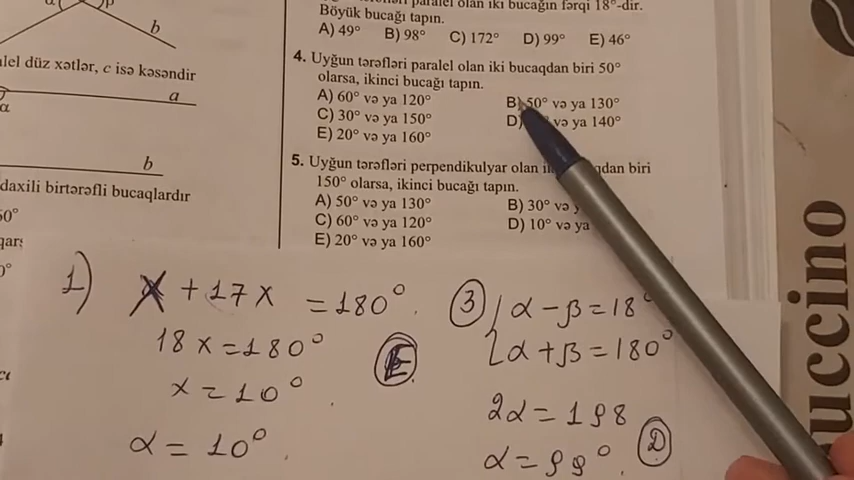 paralel olan iki bucağın fərqi 18°-dir.
Böyük bucağı tapın.
A) 49° B) 98° C) 172° D) 99° E) 46°
4. Uyğun tərəfləri paralel olan iki bucaqdan biri 50°
olarsa, ikinci bucağı tapın.
A) 60° və ya 120° B) 50° və ya 130°
C) 30° və ya 150° D) və ya 140°
E) 20° və ya 160°
5. Uyğun tərəfləri perpendikulyar olan biri
150° olarsa, ikinci bucağı tapın.
A) 50° və ya 130° B) 30° və
C) 60° və ya 120° D) 10° və ya
E) 20° və ya 160°
b
düz xətlər, c isə kəsəndir
a
α
b
daxili birtərəfli bucaqlardır
1) x + 17x = 180°
18x = 180°
x = 10°
α = 10°
E
3 α - β = 18°
α + β = 180°
2α = 198
α = 99°
D
uccino